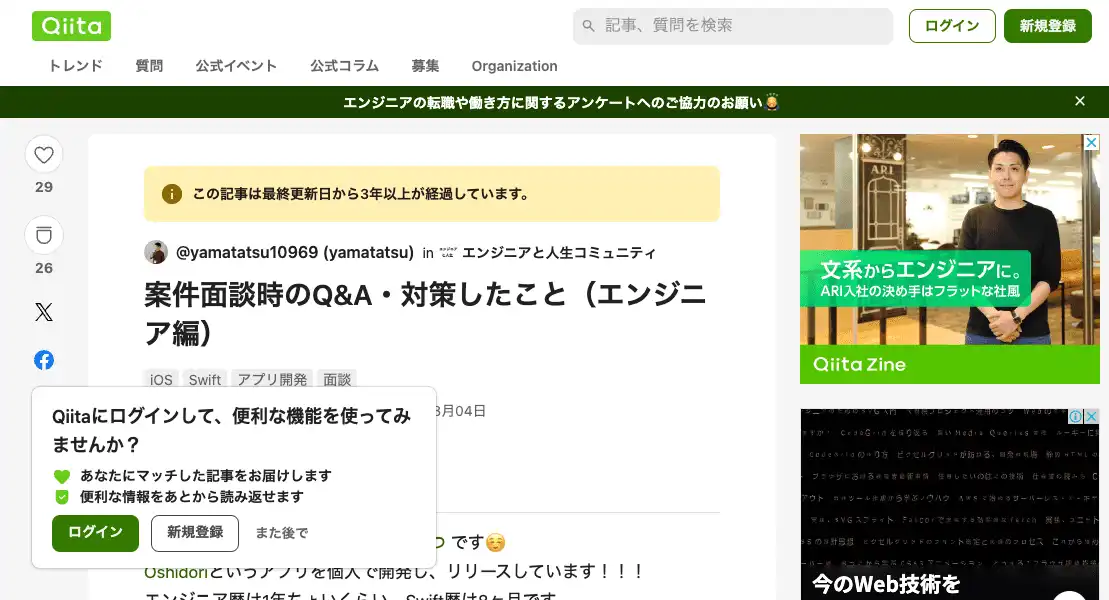 Qiita
記事、質問を検索
ログイン
新規登録
トレンド
質問
公式イベント
公式コラム
募集
Organization
エンジニアの転職や働き方に関するアンケートへのご協力のお願い
29
26
この記事は最終更新日から3年以上が経過しています。
@yamatatsu10969 (yamatatsu) in エンジニアと人生コミュニティ
案件面談時のQ&A・対策したこと（エンジニ
ア編）
iOS Swift アプリ開発 面談
月04日
Qiitaにログインして、便利な機能を使ってみ
ませんか？
あなたにマッチした記事をお届けします
便利な情報をあとから読み返せます
ログイン
新規登録
また後で
つ です
Oshidoriというアプリを個人で開発し、リリースしています！！！
エンジニア歴は1年ちょいくらい、Swift歴は8ヶ月です
ARI
文系からエンジニアに。
ARI入社の決め手はフラットな社風
Qiita Zine
今のWeb技術を